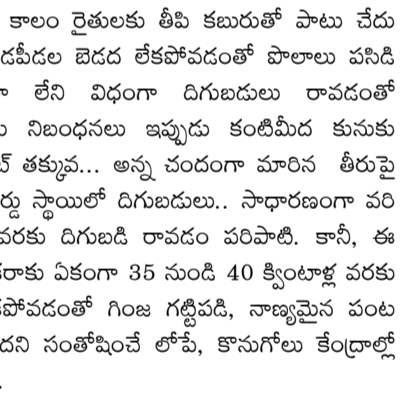 కాలం రైతులకు తీపి కబురుతో పాటు చేదు
డపీడల బెడద లేకపోవడంతో పొలాలు పసిడి
లేని విధంగా దిగుబడులు రావడంతో
నిబంధనలు ఇప్పుడు కంటిమీద కునుకు
తక్కువ... అన్న చందంగా మారిన తీరుపై
ర్డు స్థాయిలో దిగుబడులు.. సాధారణంగా వరి
వరకు దిగుబడి రావడం పరిపాటి. కానీ, ఈ
కరాకు ఏకంగా 35 నుండి 40 క్వింటాళ్ల వరకు
కపోవడంతో గింజ గట్టిపడి, నాణ్యమైన పంట
దని సంతోషించే లోపే, కొనుగోలు కేంద్రాల్లో